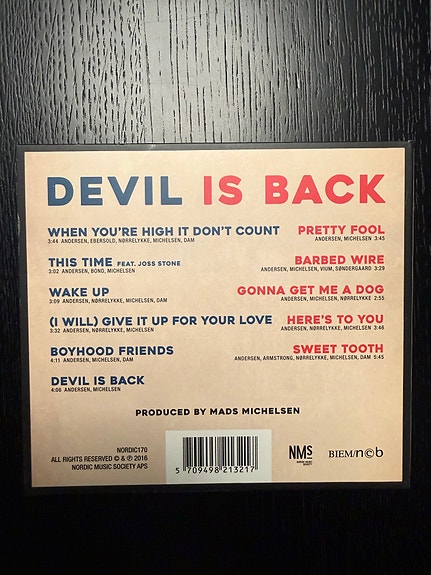 DEVIL IS BACK
WHEN YOU'RE HIGH IT DON'T COUNT
3:44 ANDERSEN, EBERSOLD, NØRRELYKKE, MICHELSEN, DAM
THIS TIME FEAT. JOSS STONE
3:02 ANDERSEN, BOND, MICHELSEN
WAKE UP
3:09 ANDERSEN, NØRRELYKKE, MICHELSEN, DAM
(I WILL) GIVE IT UP FOR YOUR LOVE
3:32 ANDERSEN, NØRRELYKKE, MICHELSEN
BOYHOOD FRIENDS
4:11 ANDERSEN, MICHELSEN, DAM
DEVIL IS BACK
4:06 ANDERSEN, MICHELSEN
PRETTY FOOL
ANDERSEN, MICHELSEN 3:45
BARBED WIRE
ANDERSEN, MICHELSEN, VIUM, SØNDERGAARD 3:29
GONNA GET ME A DOG
ANDERSEN, MICHELSEN, NØRRELYKKE 2:55
HERE'S TO YOU
ANDERSEN, NØRRELYKKE, MICHELSEN 3:46
SWEET TOOTH
ANDERSEN, ARMSTRONG, NØRRELYKKE, MICHELSEN, DAM 5:45
PRODUCED BY MADS MICHELSEN
NORDIC170
ALL RIGHTS RESERVED © & ℗ 2016
NORDIC MUSIC SOCIETY APS
5 709498 213217
NMS
NORDIC MUSIC SOCIETY
BIEM/n©b